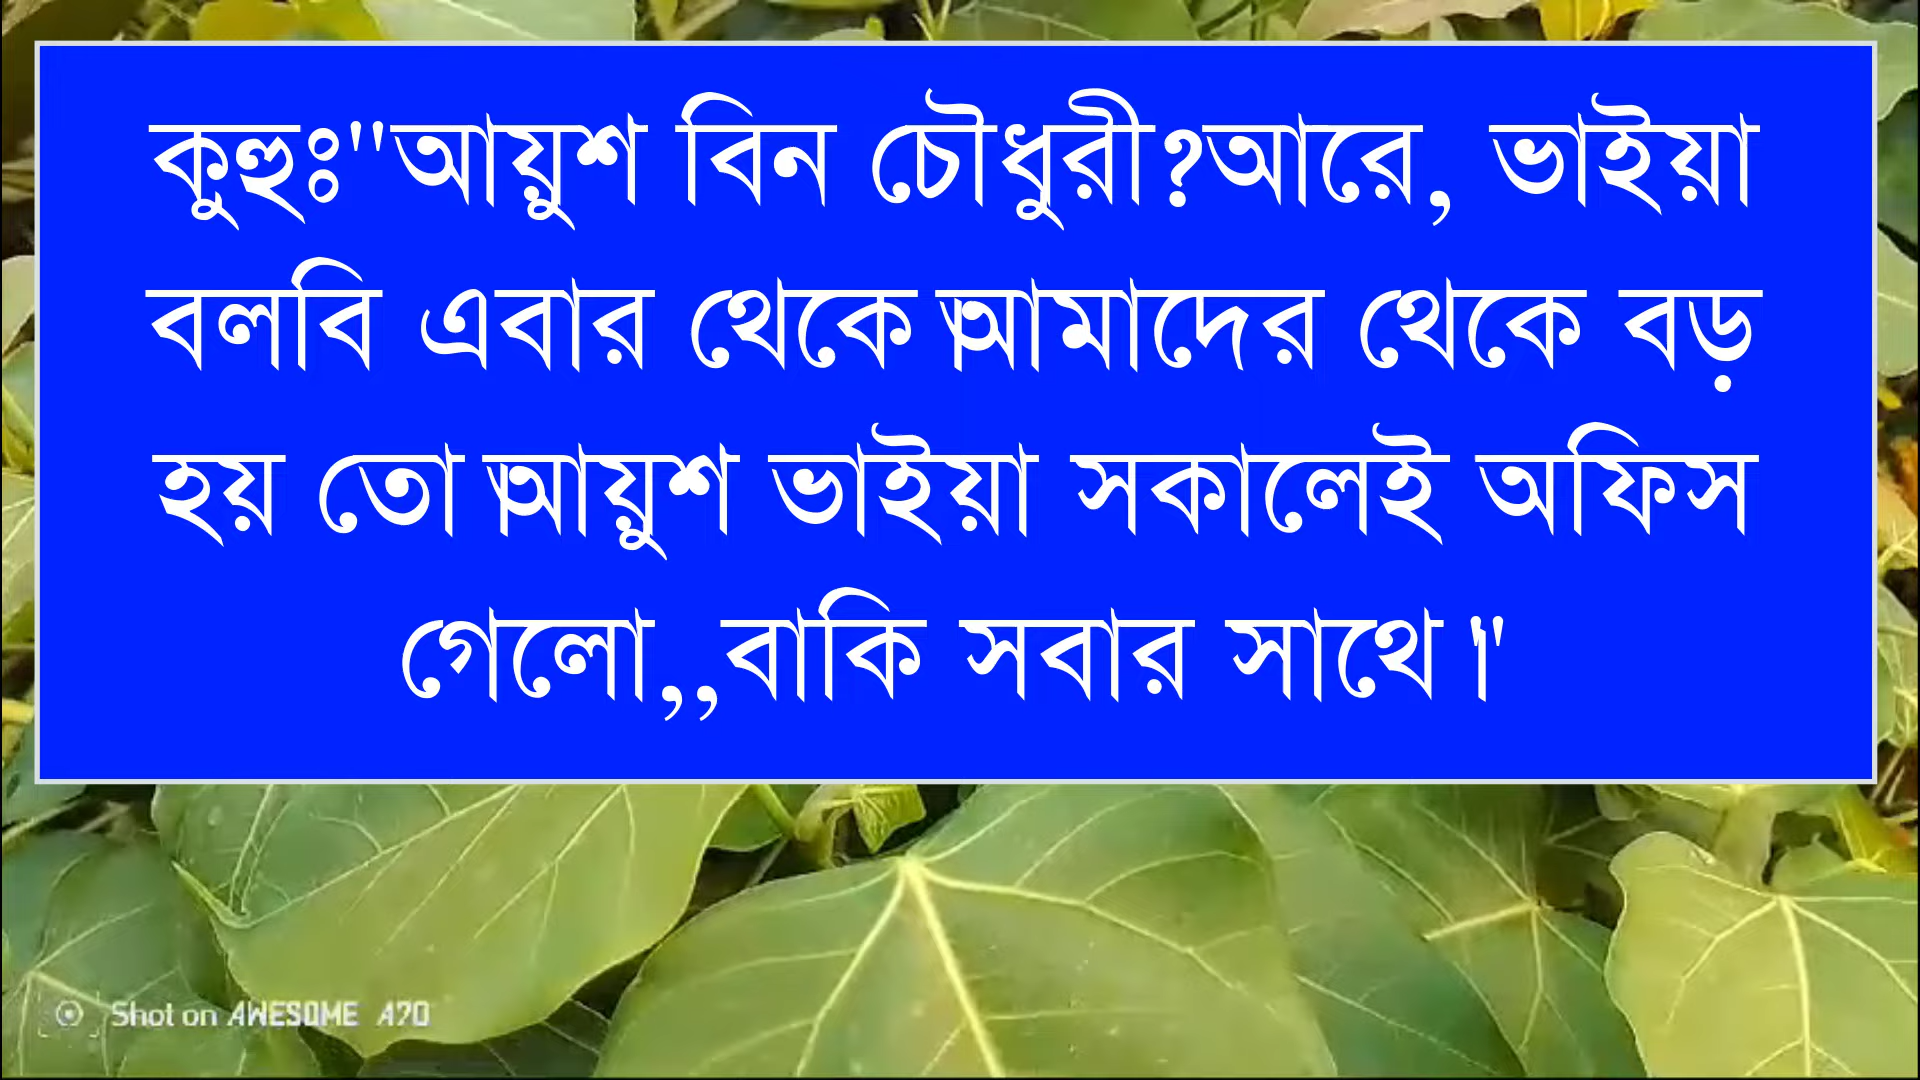 কুহুঃ"আয়ুশ বিন চৌধুরী?আরে, ভাইয়া
বলবি এবার থেকে।আমাদের থেকে বড়
হয় তো।আয়ুশ ভাইয়া সকালেই অফিস
গেলো,,বাকি সবার সাথে।"
Shot on AWESOME A70